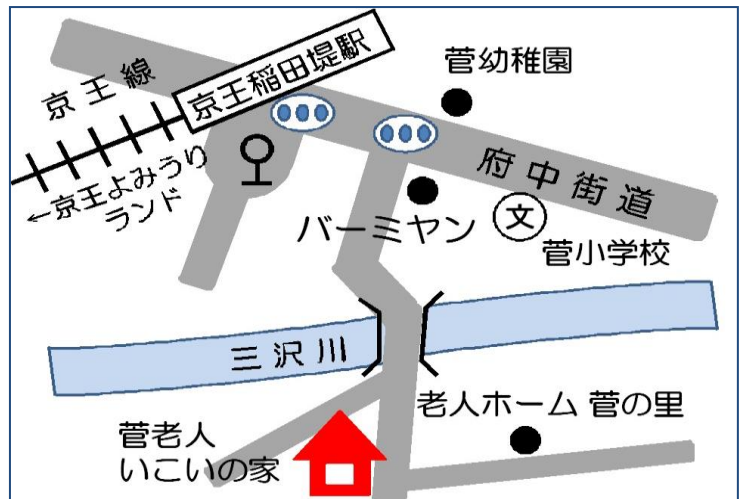 菅幼稚園
京王稲田堤駅
京王線
府中街道
←京王よみうり
ランド
バーミヤン
文
菅小学校
三沢川
老人ホーム 菅の里
菅老人
いこいの家